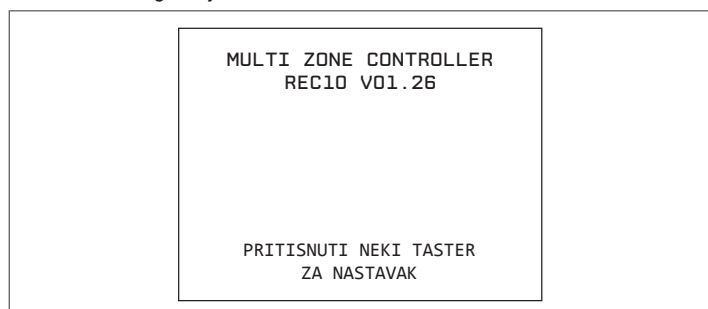 MULTI ZONE CONTROLLER
REC10 V01.26
PRITISNUTI NEKI TASTER
ZA NASTAVAK